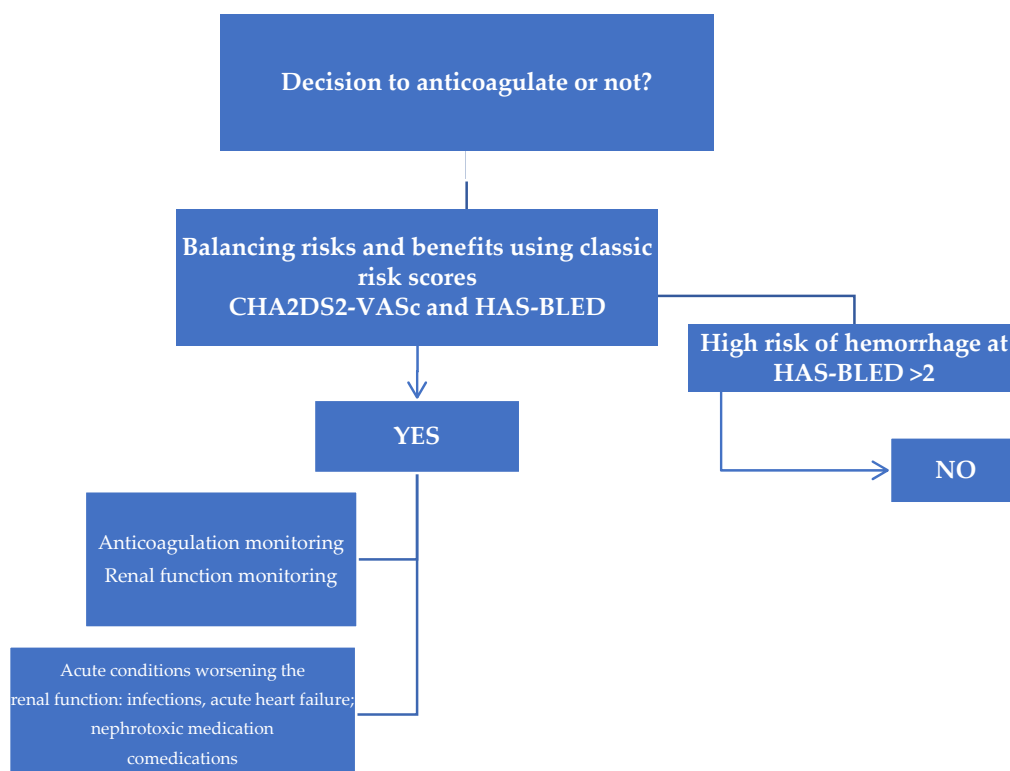 Decision to anticoagulate or not?
Balancing risks and benefits using classic
risk scores
CHA2DS2-VASc and HAS-BLED
High risk of hemorrhage at
HAS-BLED >2
YES
NO
Anticoagulation monitoring
Renal function monitoring
Acute conditions worsening the
renal function: infections, acute heart failure;
nephrotoxic medication
comedications